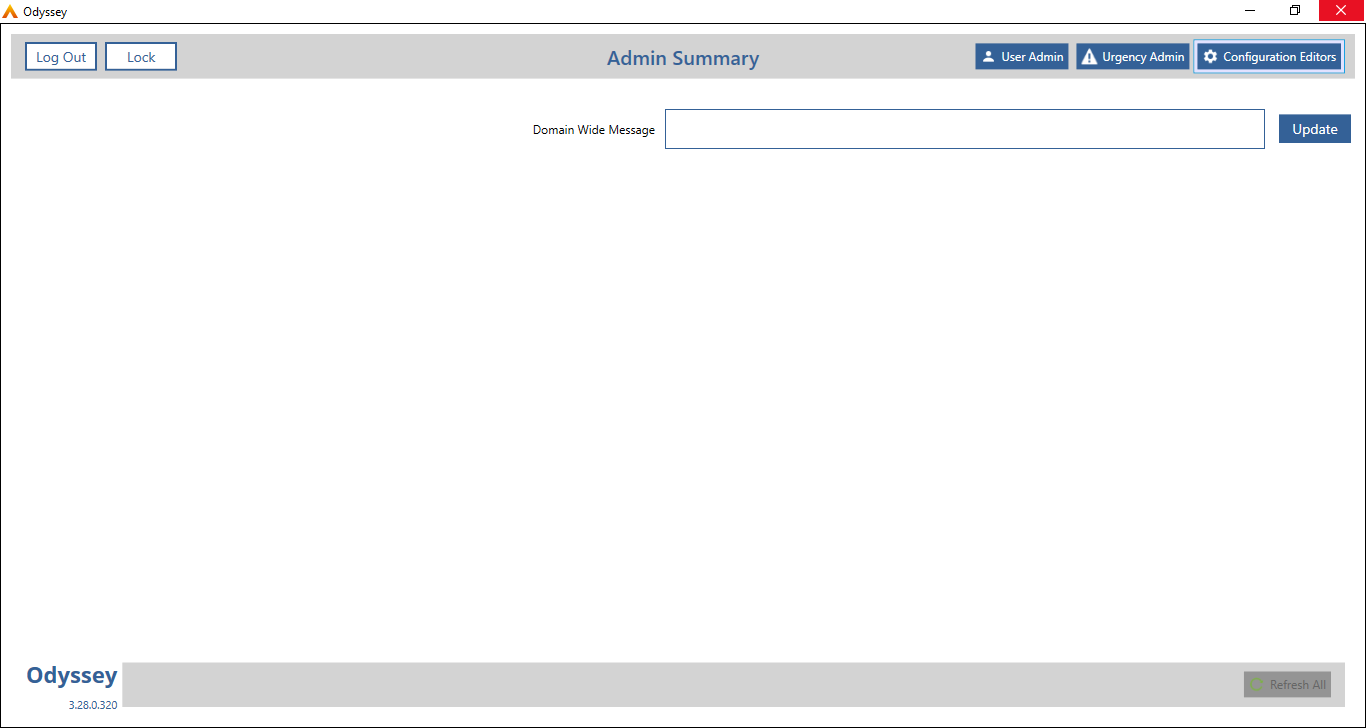 Odyssey
Log Out
Lock
Admin Summary
User Admin
Urgency Admin
Configuration Editors
Domain Wide Message
Update
Odyssey
3.28.0.320
Refresh All